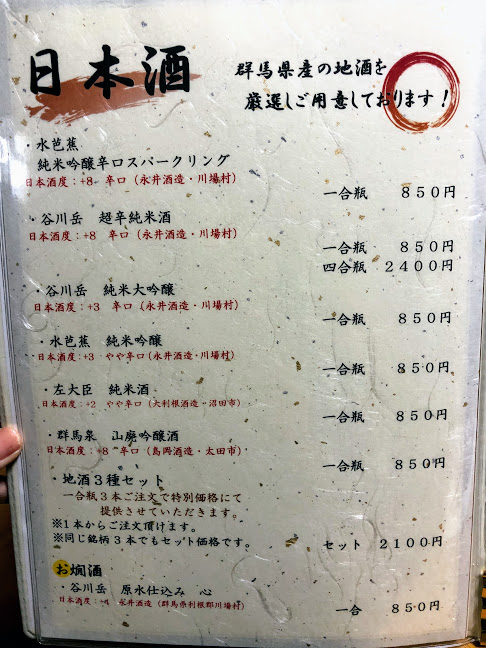 日本酒
群馬県産の地酒を
厳選しご用意しております！
・水芭蕉
純米吟醸辛口スパークリング
日本酒度：+8 辛口（永井酒造・川場村）
一合瓶 ８５０円
・谷川岳 超辛純米酒
日本酒度：+8 辛口（永井酒造・川場村）
一合瓶 ８５０円
四合瓶 ２４００円
・谷川岳 純米大吟醸
日本酒度：+3 辛口（永井酒造・川場村）
一合瓶 ８５０円
・水芭蕉 純米吟醸
日本酒度：+3 やや辛口（永井酒造・川場村）
一合瓶 ８５０円
・左大臣 純米酒
日本酒度：+2 やや辛口（大利根酒造・沼田市）
一合瓶 ８５０円
・群馬泉 山廃吟醸酒
日本酒度：+8 辛口（島岡酒造・太田市）
一合瓶 ８５０円
・地酒３種セット
一合瓶３本ご注文で特別価格にて
提供させていただきます。
※１本からご注文頂けます。
※同じ銘柄３本でもセット価格です。
セット ２１００円
お燗酒
谷川岳 原水仕込み 心
日本酒度： 永井酒造（群馬県利根郡川場村）
一合 ８５０円